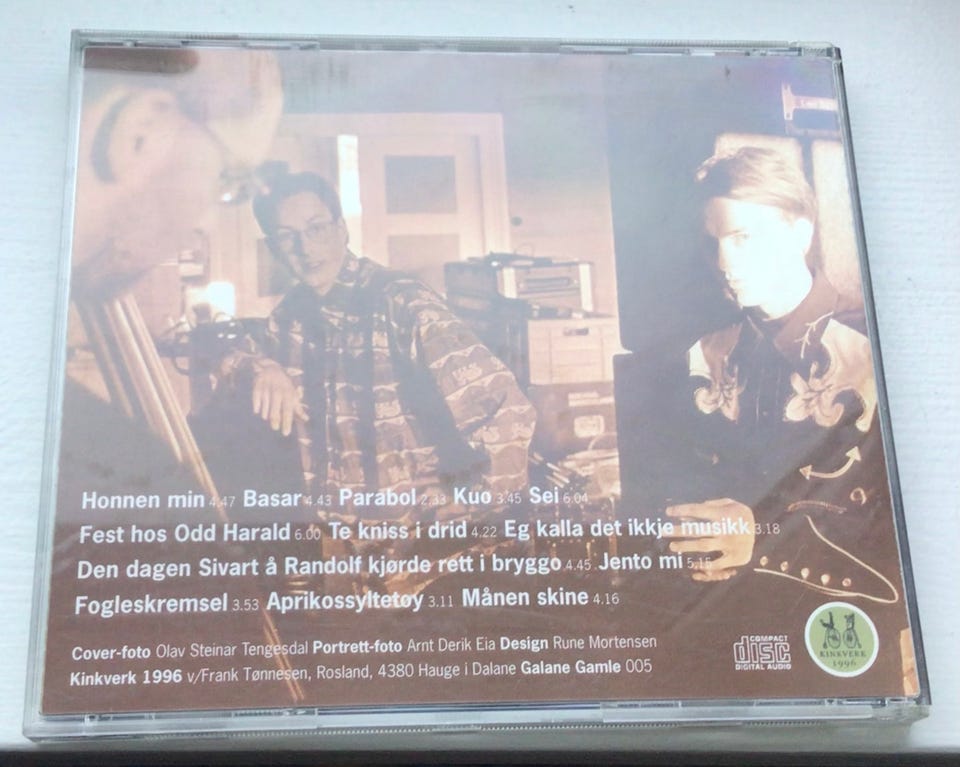 Honnen min 4.47 Basar 4.43 Parabol 2.33 Kuo 3.45 Sei 6.04
Fest hos Odd Harald 6.00 Te kniss i drid 4.22 Eg kalla det ikkje musikk 3.18
Den dagen Sivart å Randolf kjørde rett i bryggo 4.45 Jento mi 5.15
Fogleskremsel 3.53 Aprikossyltetøy 3.11 Månen skine 4.16
Cover-foto Olav Steinar Tengesdal Portrett-foto Arnt Derik Eia Design Rune Mortensen
Kinkverk 1996 v/Frank Tønnesen, Rosland, 4380 Hauge i Dalane Galane Gamle 005
COMPACT
disc
DIGITAL AUDIO
KINKVERK
1996